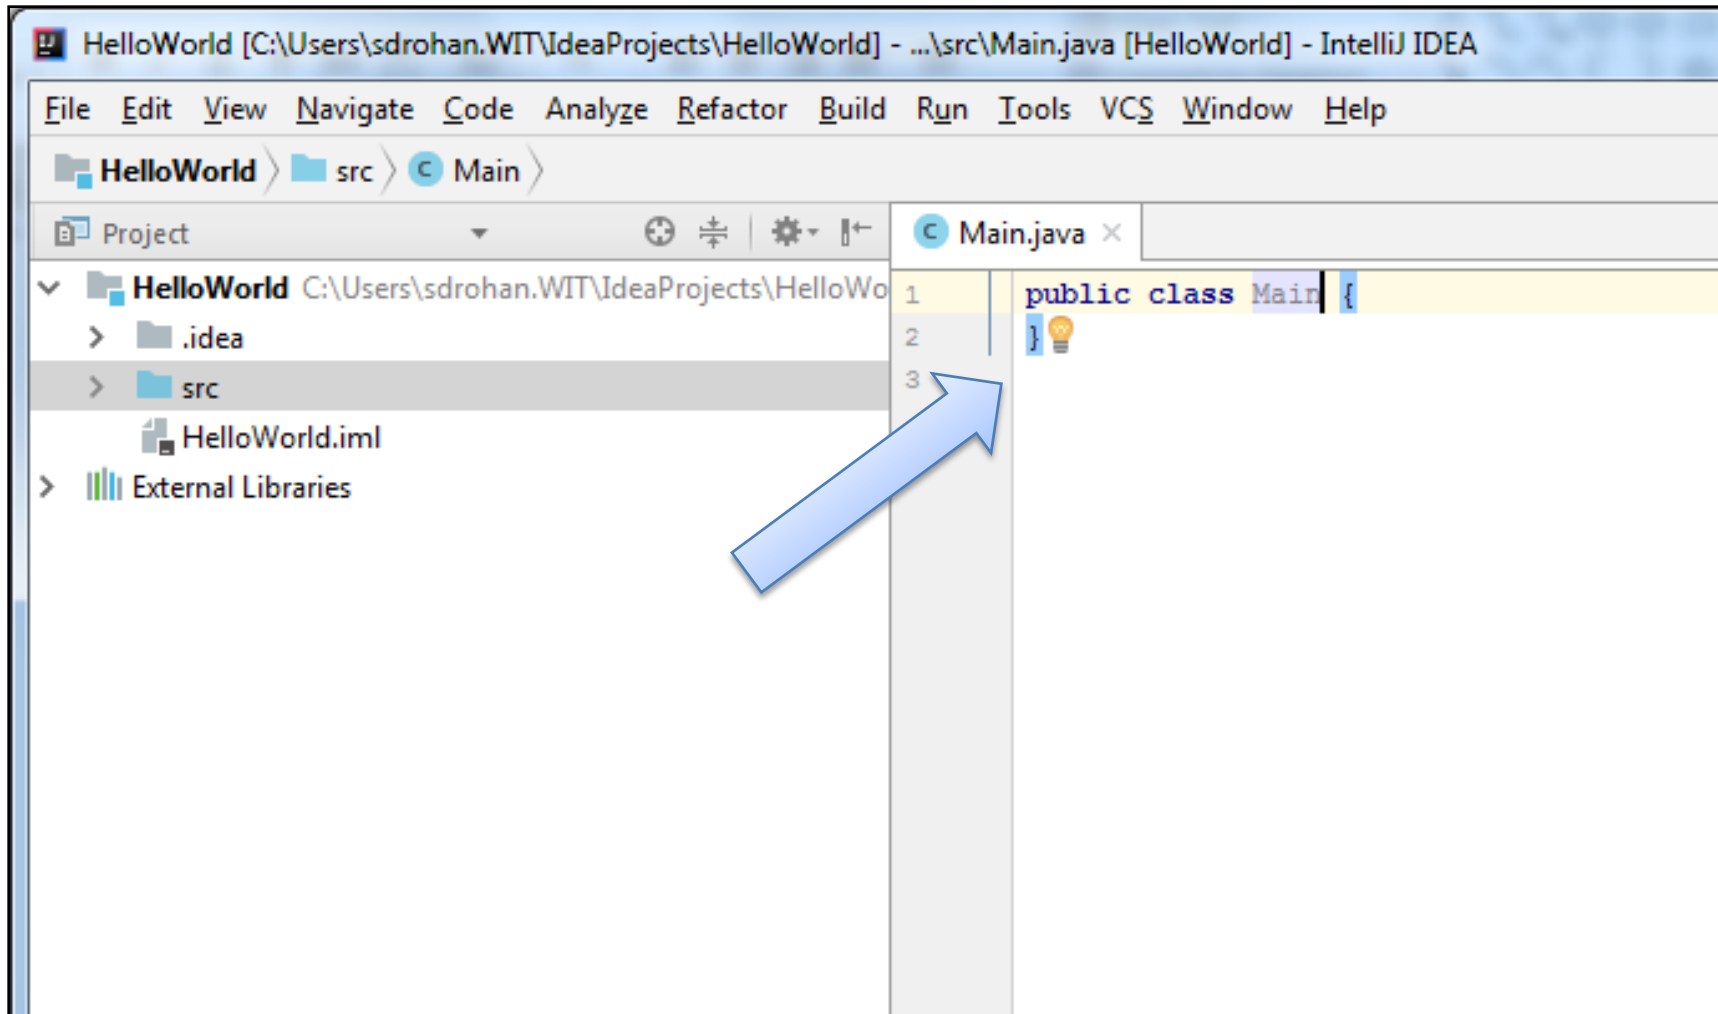 HelloWorld [C:\Users\sdrohan.WIT\IdeaProjects\HelloWorld] - ...\src\Main.java [HelloWorld] - IntelliJ IDEA
File Edit View Navigate Code Analyze Refactor Build Run Tools VCS Window Help
HelloWorld src C Main
Project
C Main.java
HelloWorld C:\Users\sdrohan.WIT\IdeaProjects\HelloWo
.idea
src
HelloWorld.iml
External Libraries
1 public class Main {
2 }
3